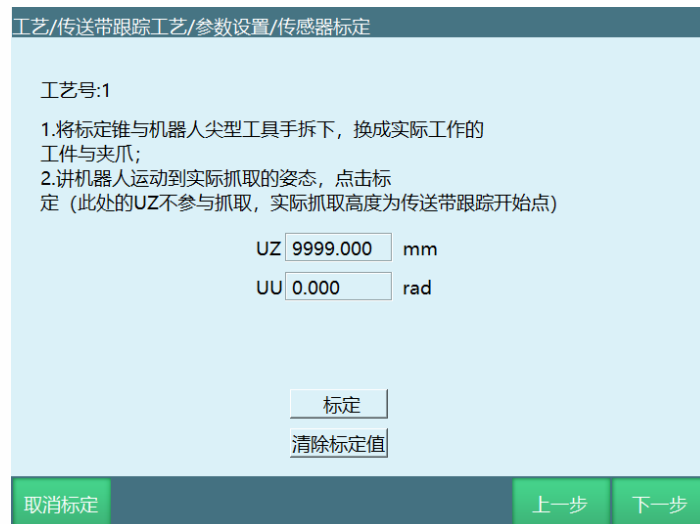 工艺/传送带跟踪工艺/参数设置/传感器标定
工艺号:1
1.将标定锥与机器人尖型工具手拆下，换成实际工作的
工件与夹爪；
2.讲机器人运动到实际抓取的姿态，点击标
定（此处的UZ不参与抓取，实际抓取高度为传送带跟踪开始点）
UZ 9999.000 mm
UU 0.000 rad
标定
清除标定值
取消标定 上一步 下一步